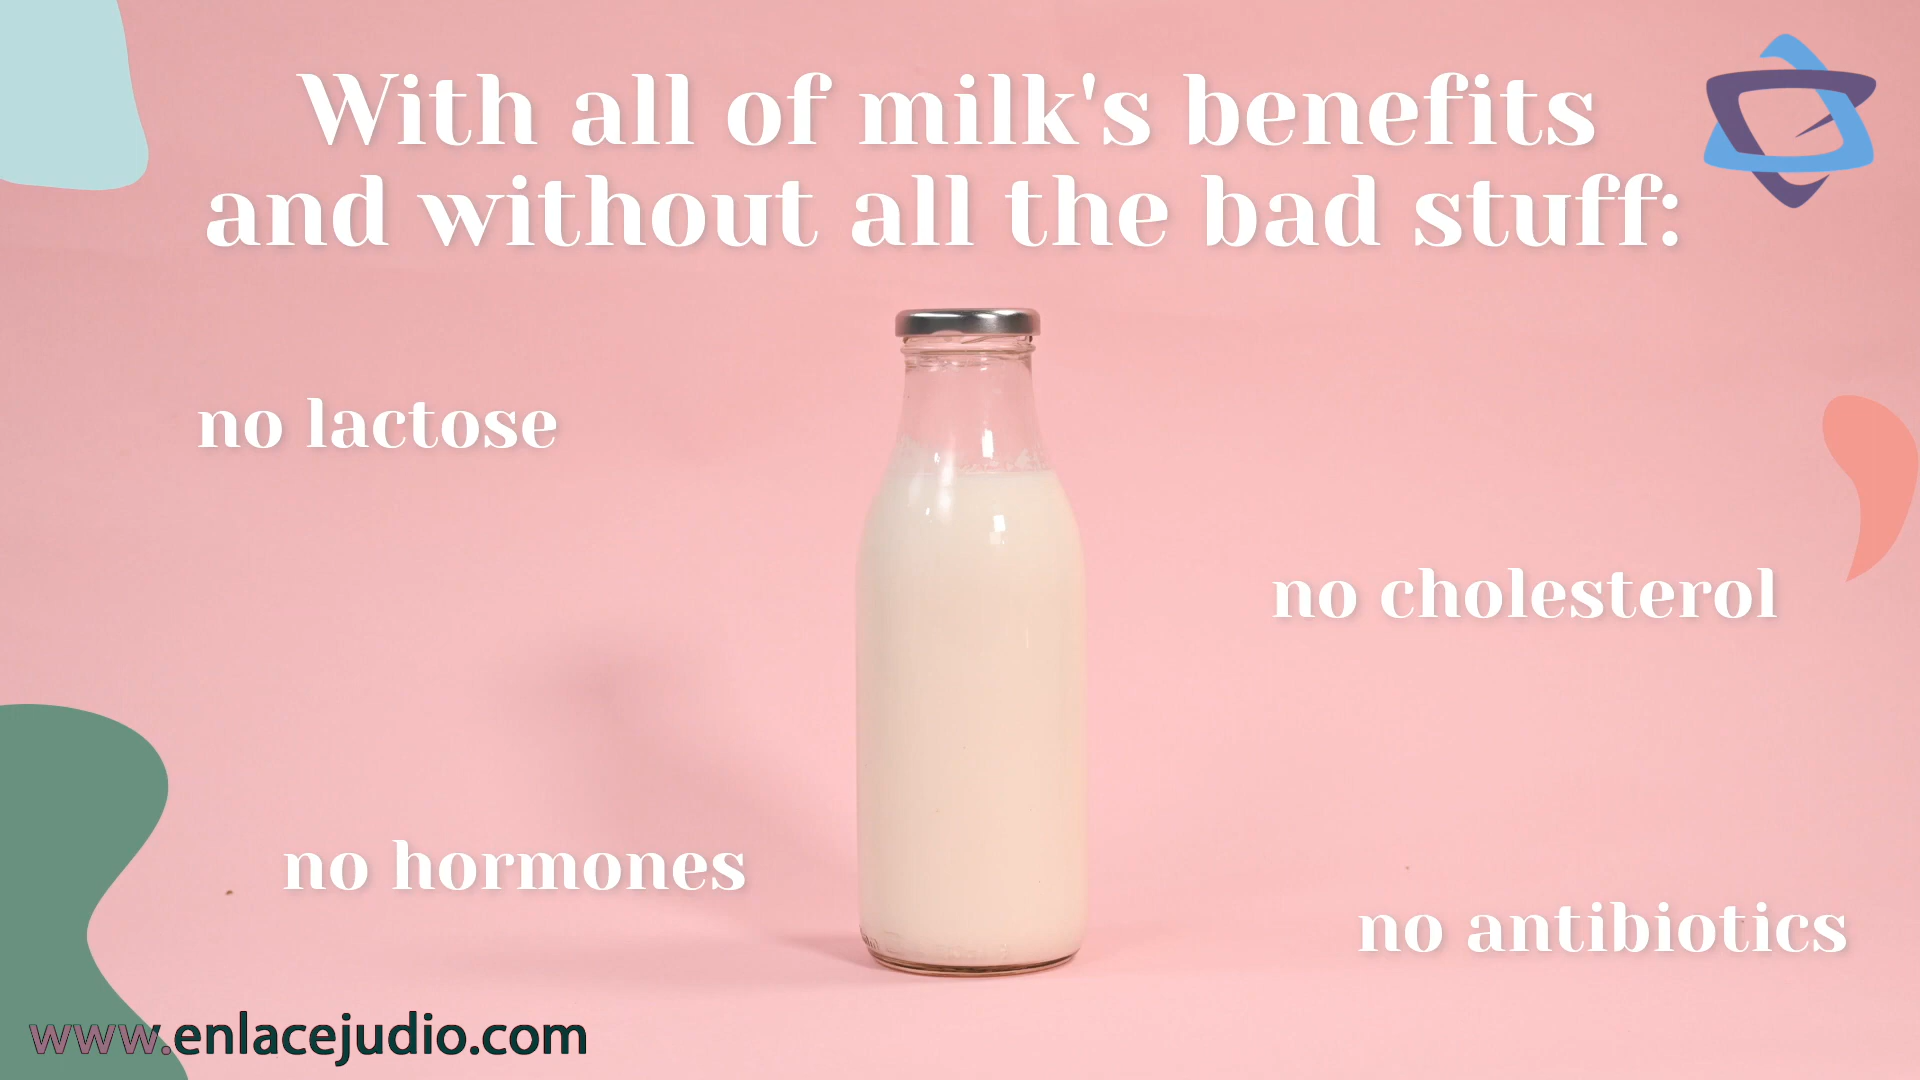 With all of milk's benefits
and without all the bad stuff:
no lactose
no cholesterol
no hormones
no antibiotics
www.enlacejudio.com